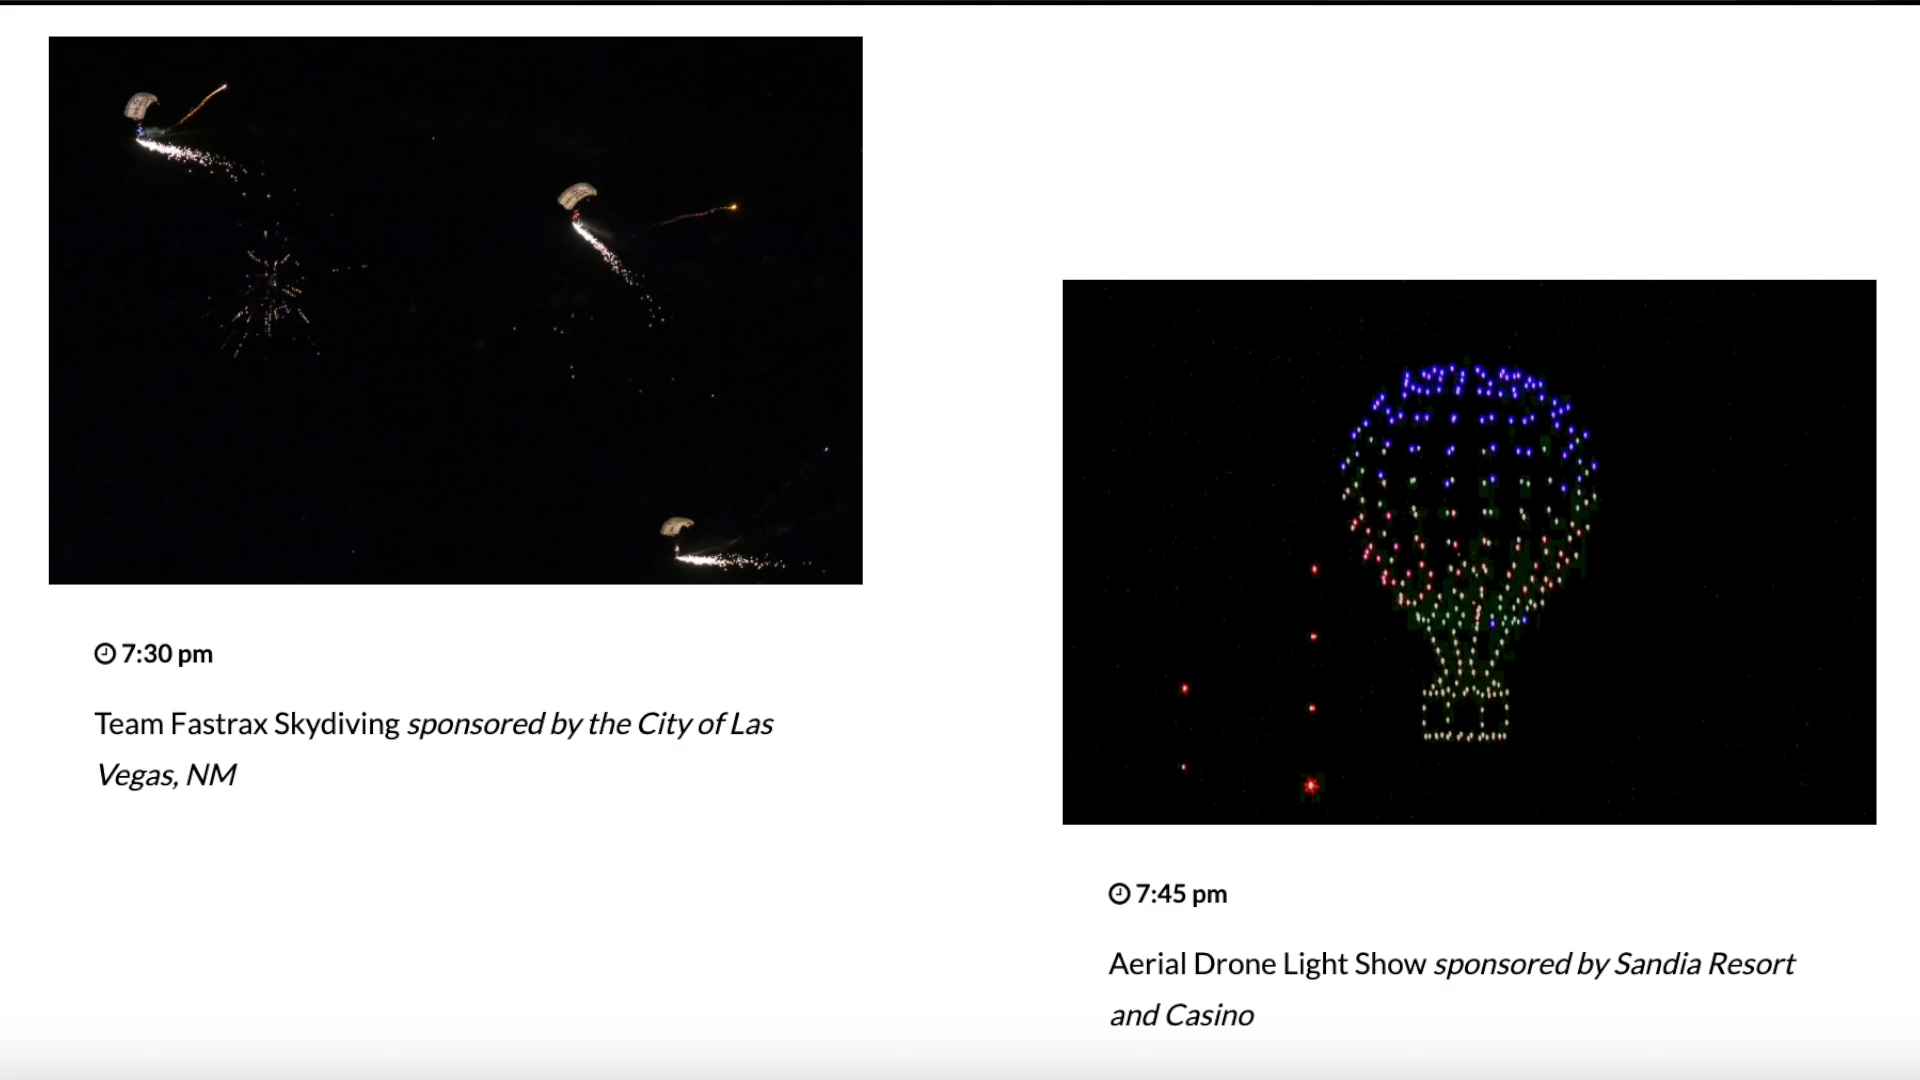 7:30 pm
Team Fastrax Skydiving sponsored by the City of Las
Vegas, NM
7:45 pm
Aerial Drone Light Show sponsored by Sandia Resort
and Casino